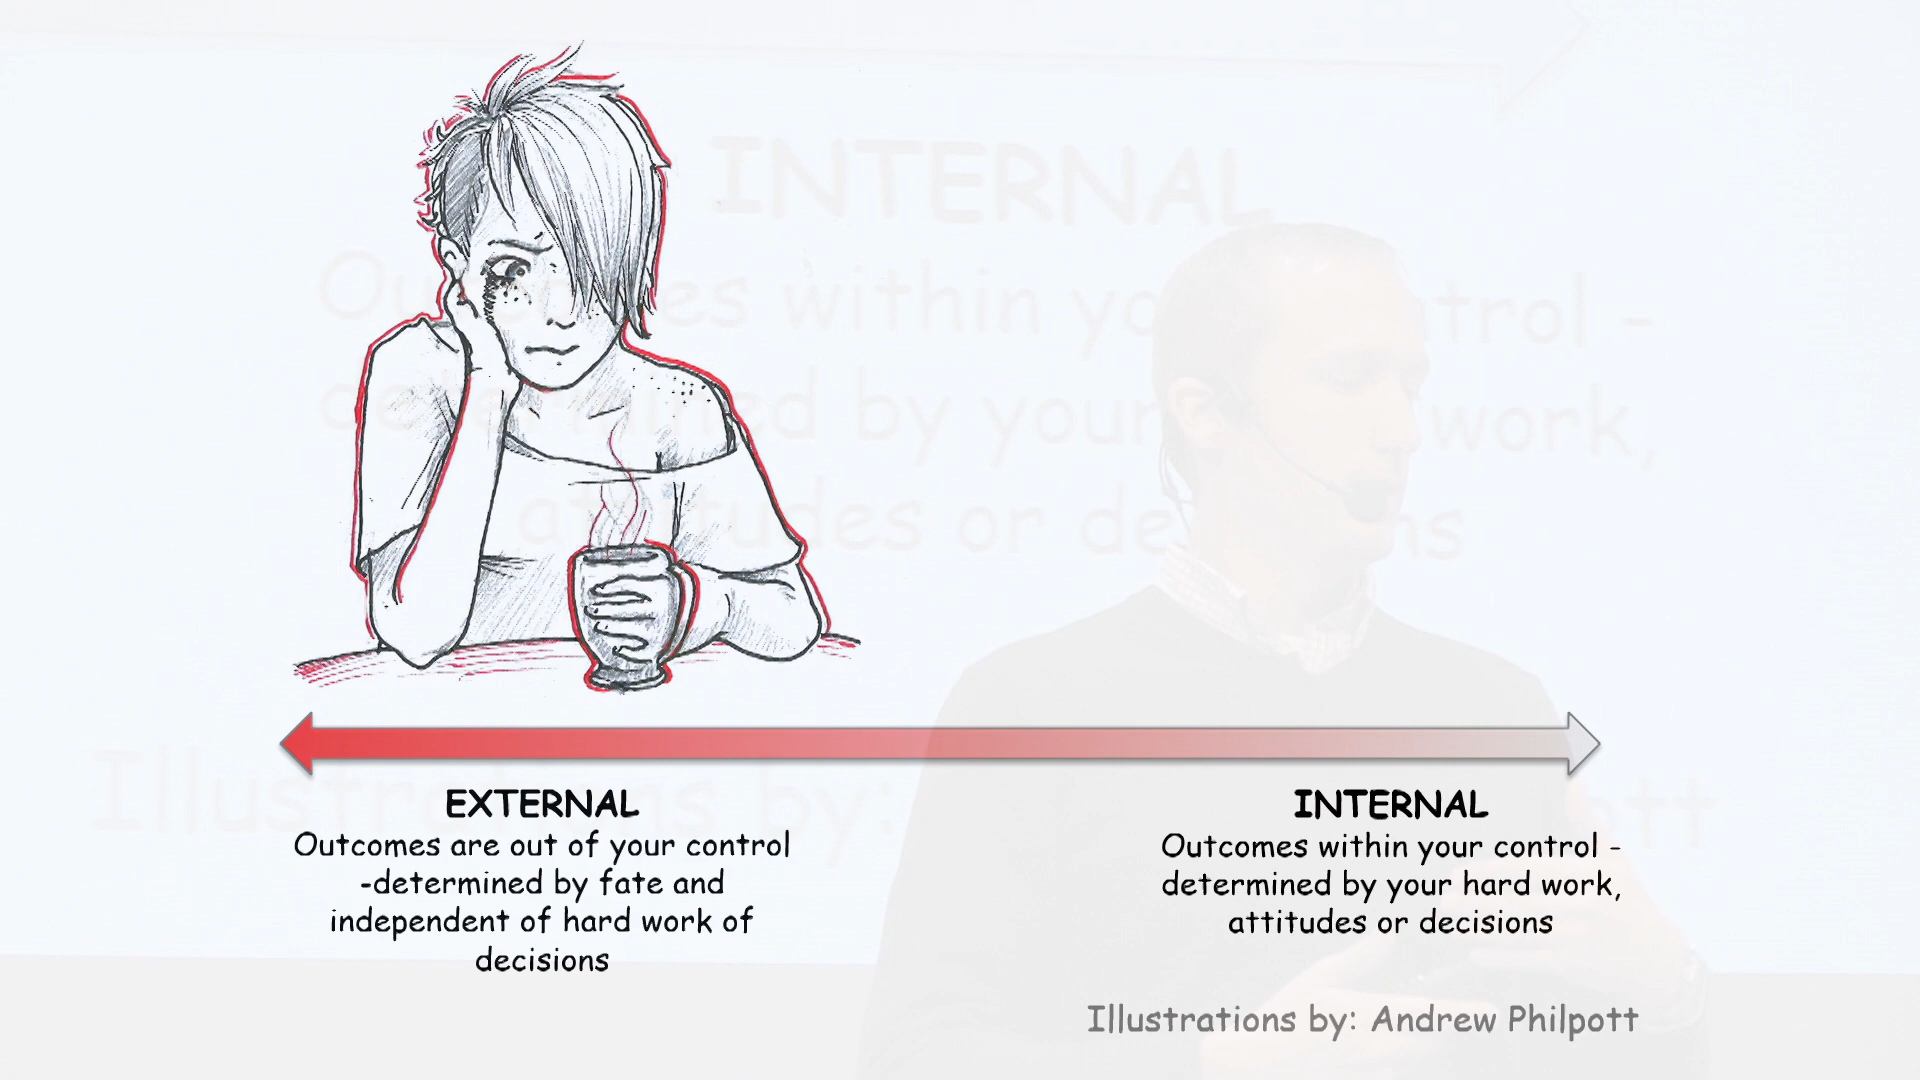 EXTERNAL
Outcomes are out of your control
-determined by fate and
independent of hard work of
decisions
INTERNAL
Outcomes within your control -
determined by your hard work,
attitudes or decisions
Illustrations by: Andrew Philpott
INTERNAL